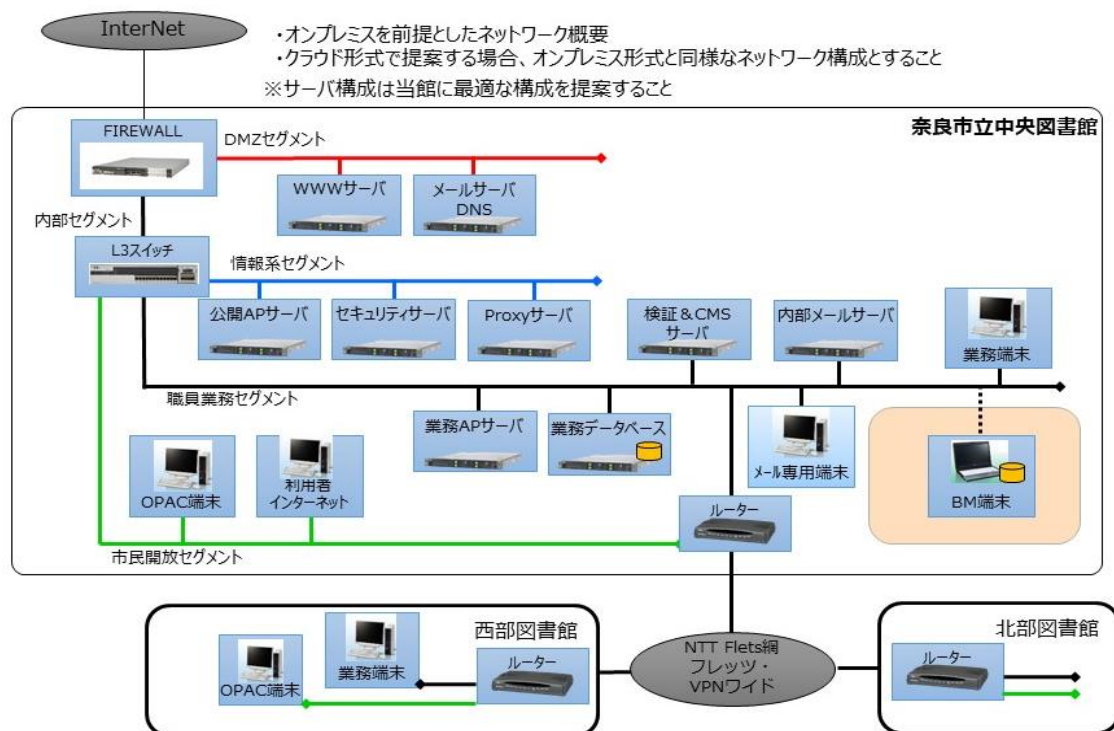 InterNet
・オンプレミスを前提としたネットワーク概要
・クラウド形式で提案する場合、オンプレミス形式と同様なネットワーク構成とすること
※サーバ構成は当館に最適な構成を提案すること
奈良市立中央図書館
FIREWALL
DMZセグメント
WWWサーバ
メールサーバ
DNS
内部セグメント
L3スイッチ
情報系セグメント
公開APサーバ
セキュリティサーバ
Proxyサーバ
検証&CMS
サーバ
内部メールサーバ
業務端末
職員業務セグメント
業務APサーバ
業務データベース
メール専用端末
BM端末
OPAC端末
利用者
インターネット
ルーター
市民開放セグメント
西部図書館
業務端末
OPAC端末
ルーター
NTT Flets網
フレッツ・
VPNワイド
北部図書館
ルーター